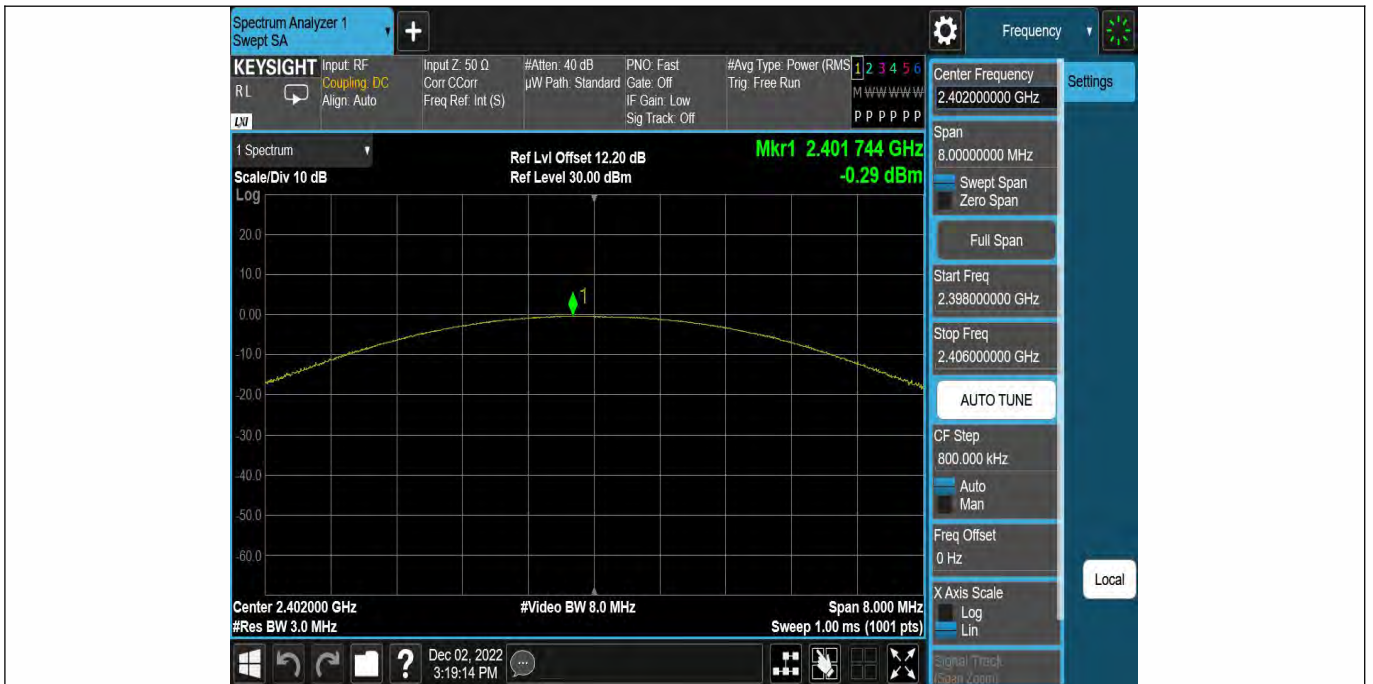 Spectrum Analyzer 1
Swept SA
+
Frequency
KEYSIGHT
RL
LXI
Input: RF
Coupling: DC
Align: Auto
Input Z: 50 Ω
Corr CCorr
Freq Ref: Int (S)
#Atten: 40 dB
µW Path: Standard
PNO: Fast
Gate: Off
IF Gain: Low
Sig Track: Off
#Avg Type: Power (RMS
Trig: Free Run
1 2 3 4 5 6
M W W W W W
P P P P P P
1 Spectrum
Scale/Div 10 dB
Ref Lvl Offset 12.20 dB
Ref Level 30.00 dBm
Mkr1 2.401 744 GHz
-0.29 dBm
Log
20.0
10.0
0.00
-10.0
-20.0
-30.0
-40.0
-50.0
-60.0
1
Center 2.402000 GHz
#Res BW 3.0 MHz
#Video BW 8.0 MHz
Span 8.000 MHz
Sweep 1.00 ms (1001 pts)
?
Dec 02, 2022
3:19:14 PM
Center Frequency
2.402000000 GHz
Span
8.00000000 MHz
Swept Span
Zero Span
Full Span
Start Freq
2.398000000 GHz
Stop Freq
2.406000000 GHz
AUTO TUNE
CF Step
800.000 kHz
Auto
Man
Freq Offset
0 Hz
X Axis Scale
Log
Lin
Signal Track
(Span Zoom)
Settings
Local